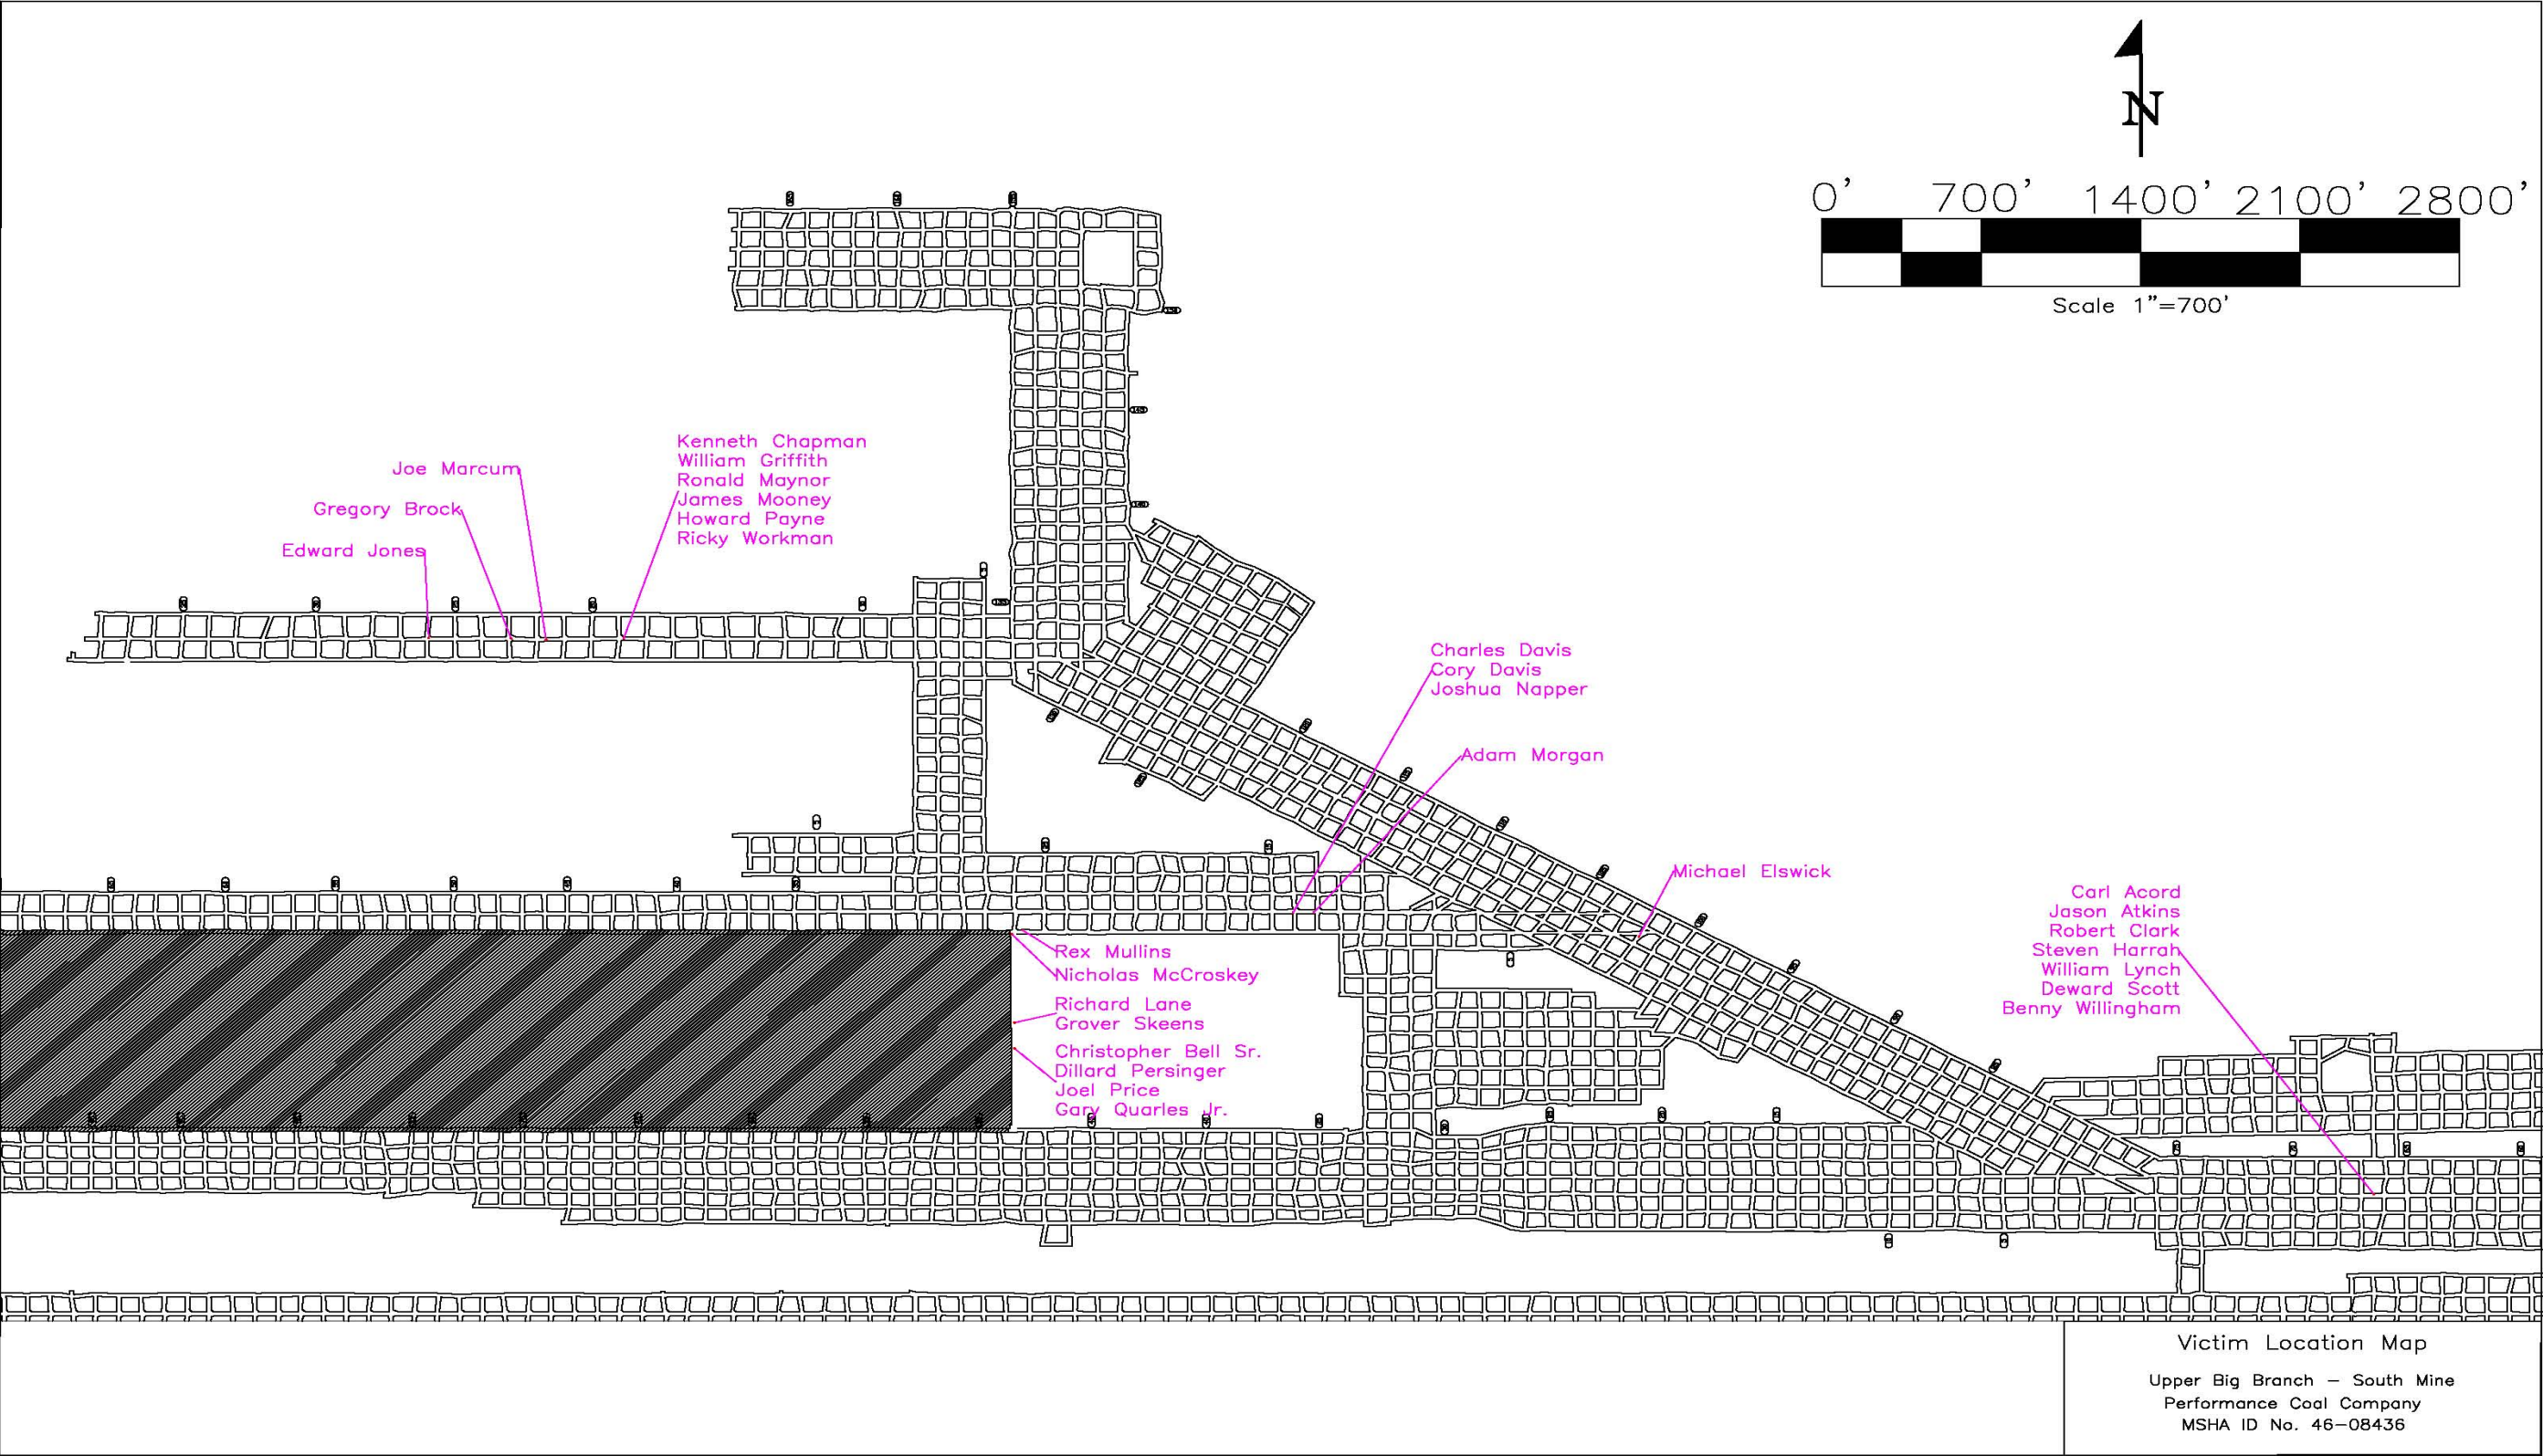 N
0' 700' 1400' 2100' 2800'
Scale 1"=700'
Kenneth Chapman
William Griffith
Ronald Maynor
James Mooney
Howard Payne
Ricky Workman
Joe Marcum
Gregory Brock
Edward Jones
Charles Davis
Cory Davis
Joshua Napper
Adam Morgan
Michael Elswick
Carl Acord
Jason Atkins
Robert Clark
Steven Harrah
William Lynch
Deward Scott
Benny Willingham
Rex Mullins
Nicholas McCroskey
Richard Lane
Grover Skeens
Christopher Bell Sr.
Dillard Persinger
Joel Price
Gary Quarles Jr.
Victim Location Map
Upper Big Branch – South Mine
Performance Coal Company
MSHA ID No. 46-08436